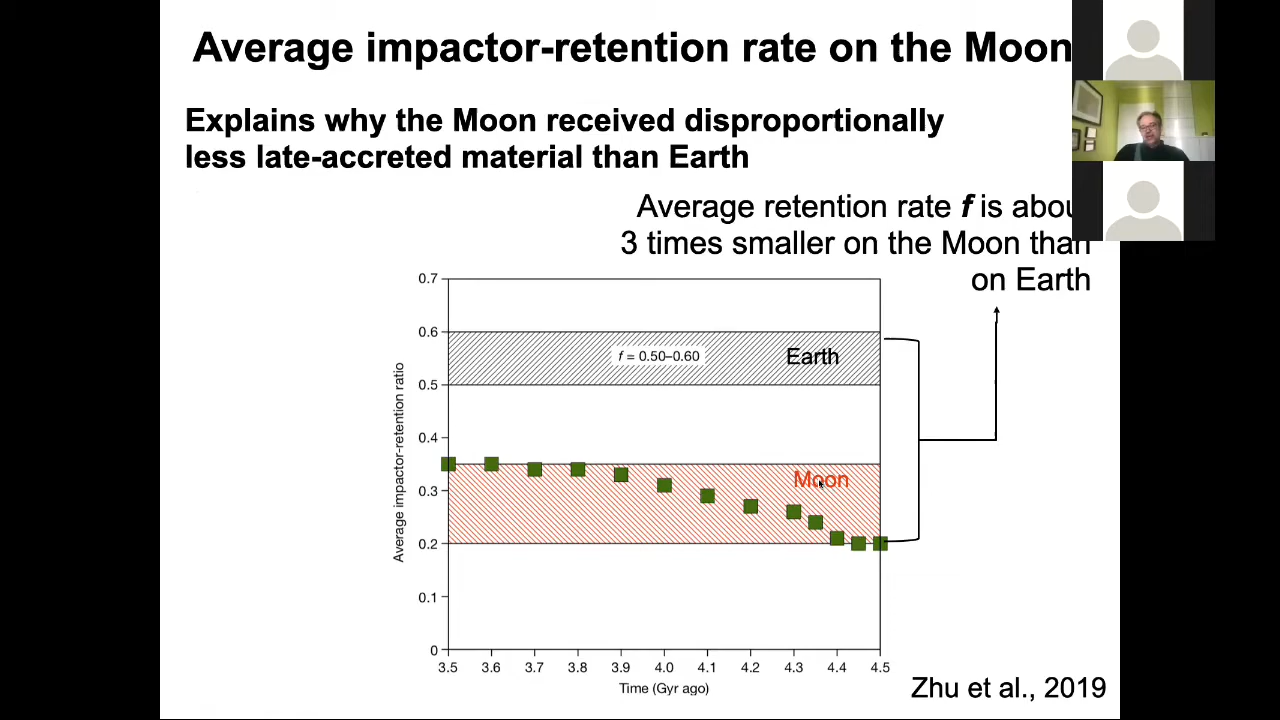 Average impactor-retention rate on the Moon
Explains why the Moon received disproportionally
less late-accreted material than Earth
Average retention rate f is abou
3 times smaller on the Moon than
on Earth
0.7
0.6
0.5
0.4
0.3
0.2
0.1
0
Average impactor-retention ratio
f = 0.50–0.60
Earth
Moon
3.5 3.6 3.7 3.8 3.9 4.0 4.1 4.2 4.3 4.4 4.5
Time (Gyr ago)
Zhu et al., 2019